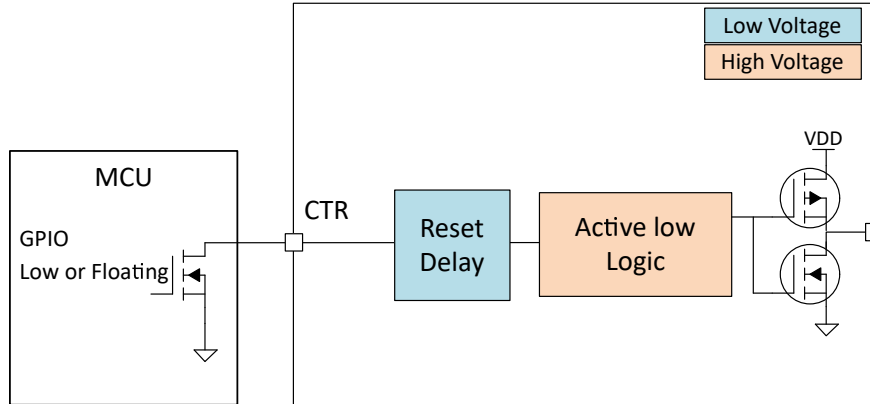 Low Voltage
High Voltage
VDD
MCU
CTR
GPIO
Low or Floating
Reset
Delay
Active low
Logic